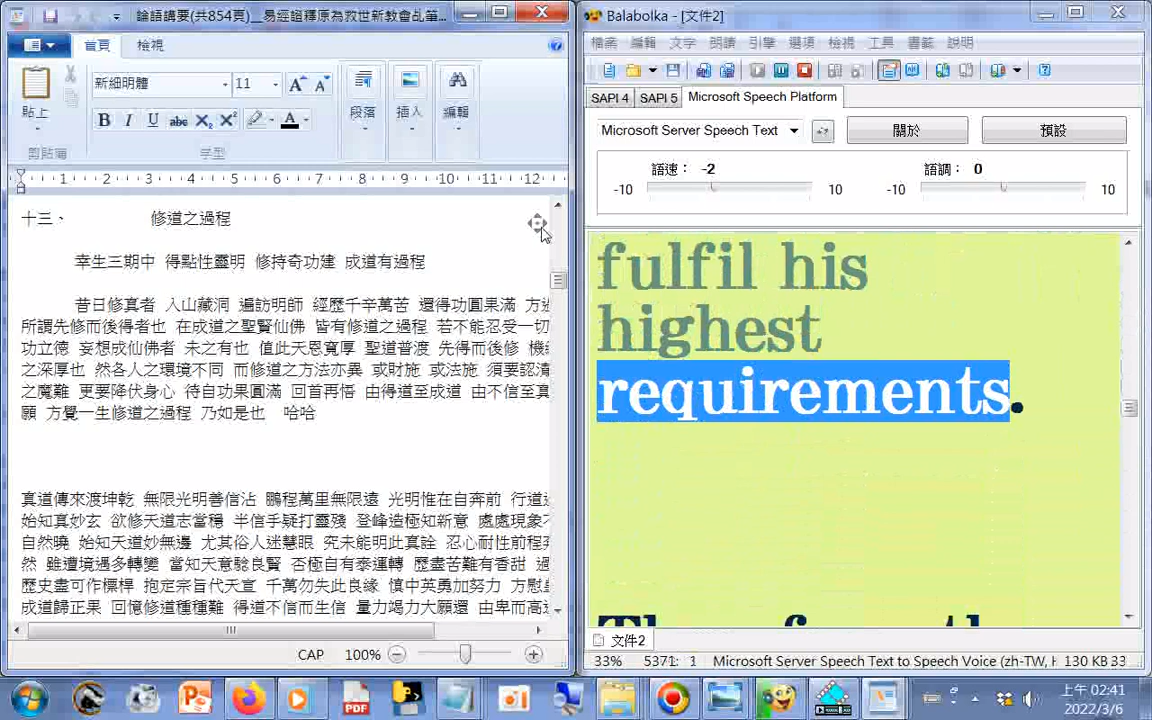 論語講要(共854頁)__易經證釋原為救世新教會乩筆...
首頁 檢視
新細明體 11
貼上
段落 插入 編輯
剪貼簿 字型
1 2 3 4 5 6 7 8 9 10 11 12
十三、 修道之過程
幸生三期中 得點性靈明 修持奇功建 成道有過程
昔日修真者 入山藏洞 遍訪明師 經歷千辛萬苦 還得功圓果滿 方
所謂先修而後得者也 在成道之聖賢仙佛 皆有修道之過程 若不能忍受一切
功立德 妄想成仙佛者 未之有也 值此天恩寬厚 聖道普渡 先得而後修 機
之深厚也 然各人之環境不同 而修道之方法亦異 或財施 或法施 須要認清
之魔難 更要降伏身心 待自功果圓滿 回首再悟 由得道至成道 由不信至真
願 方覺一生修道之過程 乃如是也 哈哈
真道傳來渡坤乾 無限光明善信沾 鵬程萬里無限遠 光明惟在自奔前 行道
始知真妙玄 欲修天道志當穩 半信半疑打靈殘 登峰造極知新意 處處現象
自然曉 始知天道妙無邊 尤其俗人迷慧眼 究未能明此真詮 忍心耐性前程
然 雖遭境遇多轉變 當知天意驗良賢 否極自有泰運轉 歷盡苦難有香甜
歷史盡可作標桿 抱定宗旨代天宣 千萬勿失此良緣 慎中英勇加努力 方慰
成道歸正果 回憶修道種種難 得道不信而生信 量力竭力大願還 由卑而高
CAP 100%
Balabolka - [文件2]
檔案 編輯 文字 朗讀 引擎 選項 檢視 工具 書籤 說明
SAPI 4 SAPI 5 Microsoft Speech Platform
Microsoft Server Speech Text 關於 預設
語速： -2 語調： 0
-10 10 -10 10
fulfil his
highest
requirements.
文件2
33% 5371: 1 Microsoft Server Speech Text to Speech Voice (zh-TW, H 130 KB 33
上午 02:41
2022/3/6